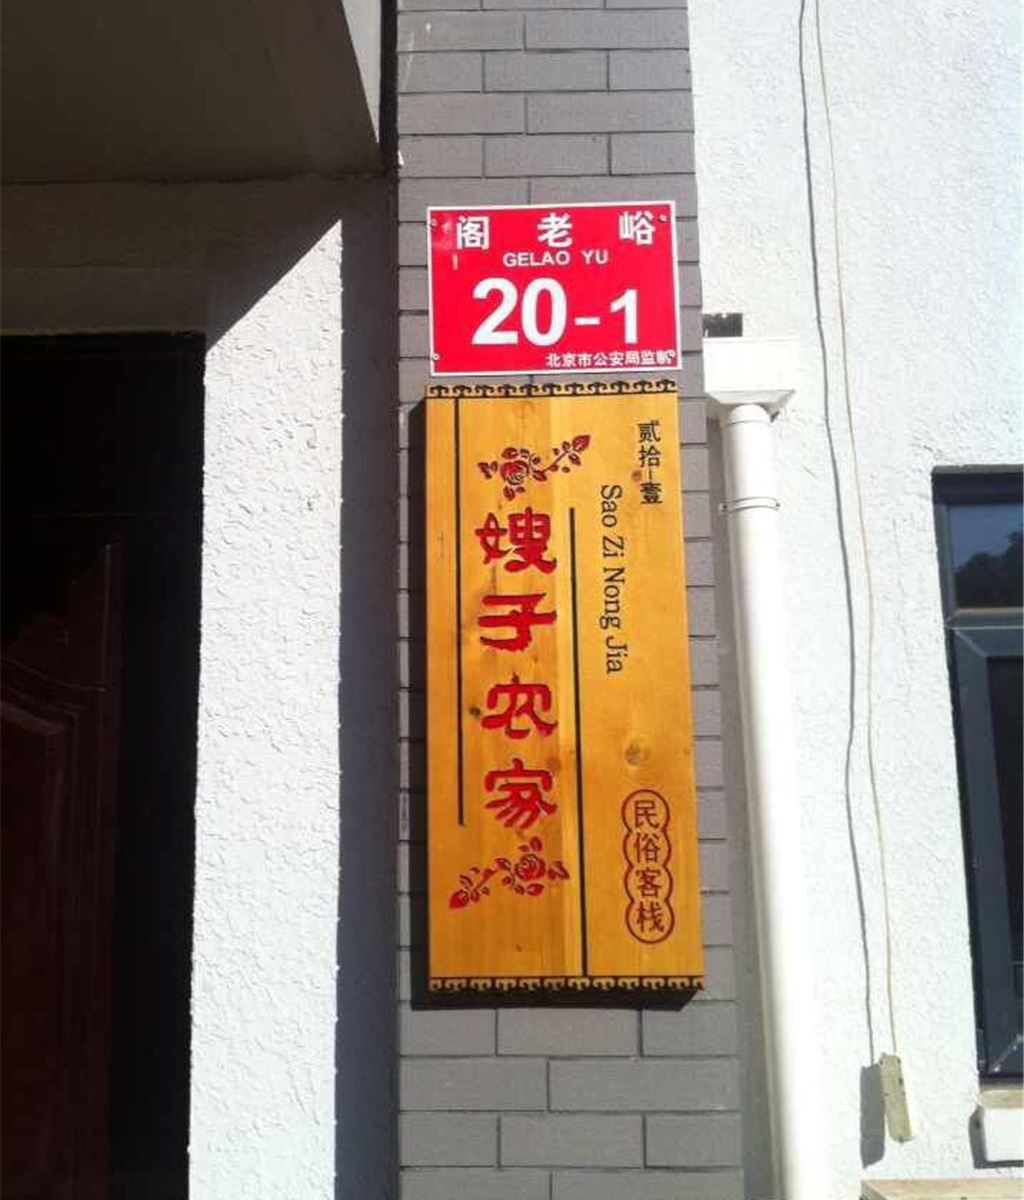 阁老峪
GELAO YU
20-1
北京市公安局监制
贰拾-壹
Sao Zi Nong Jia
嫂子农家
民俗客栈